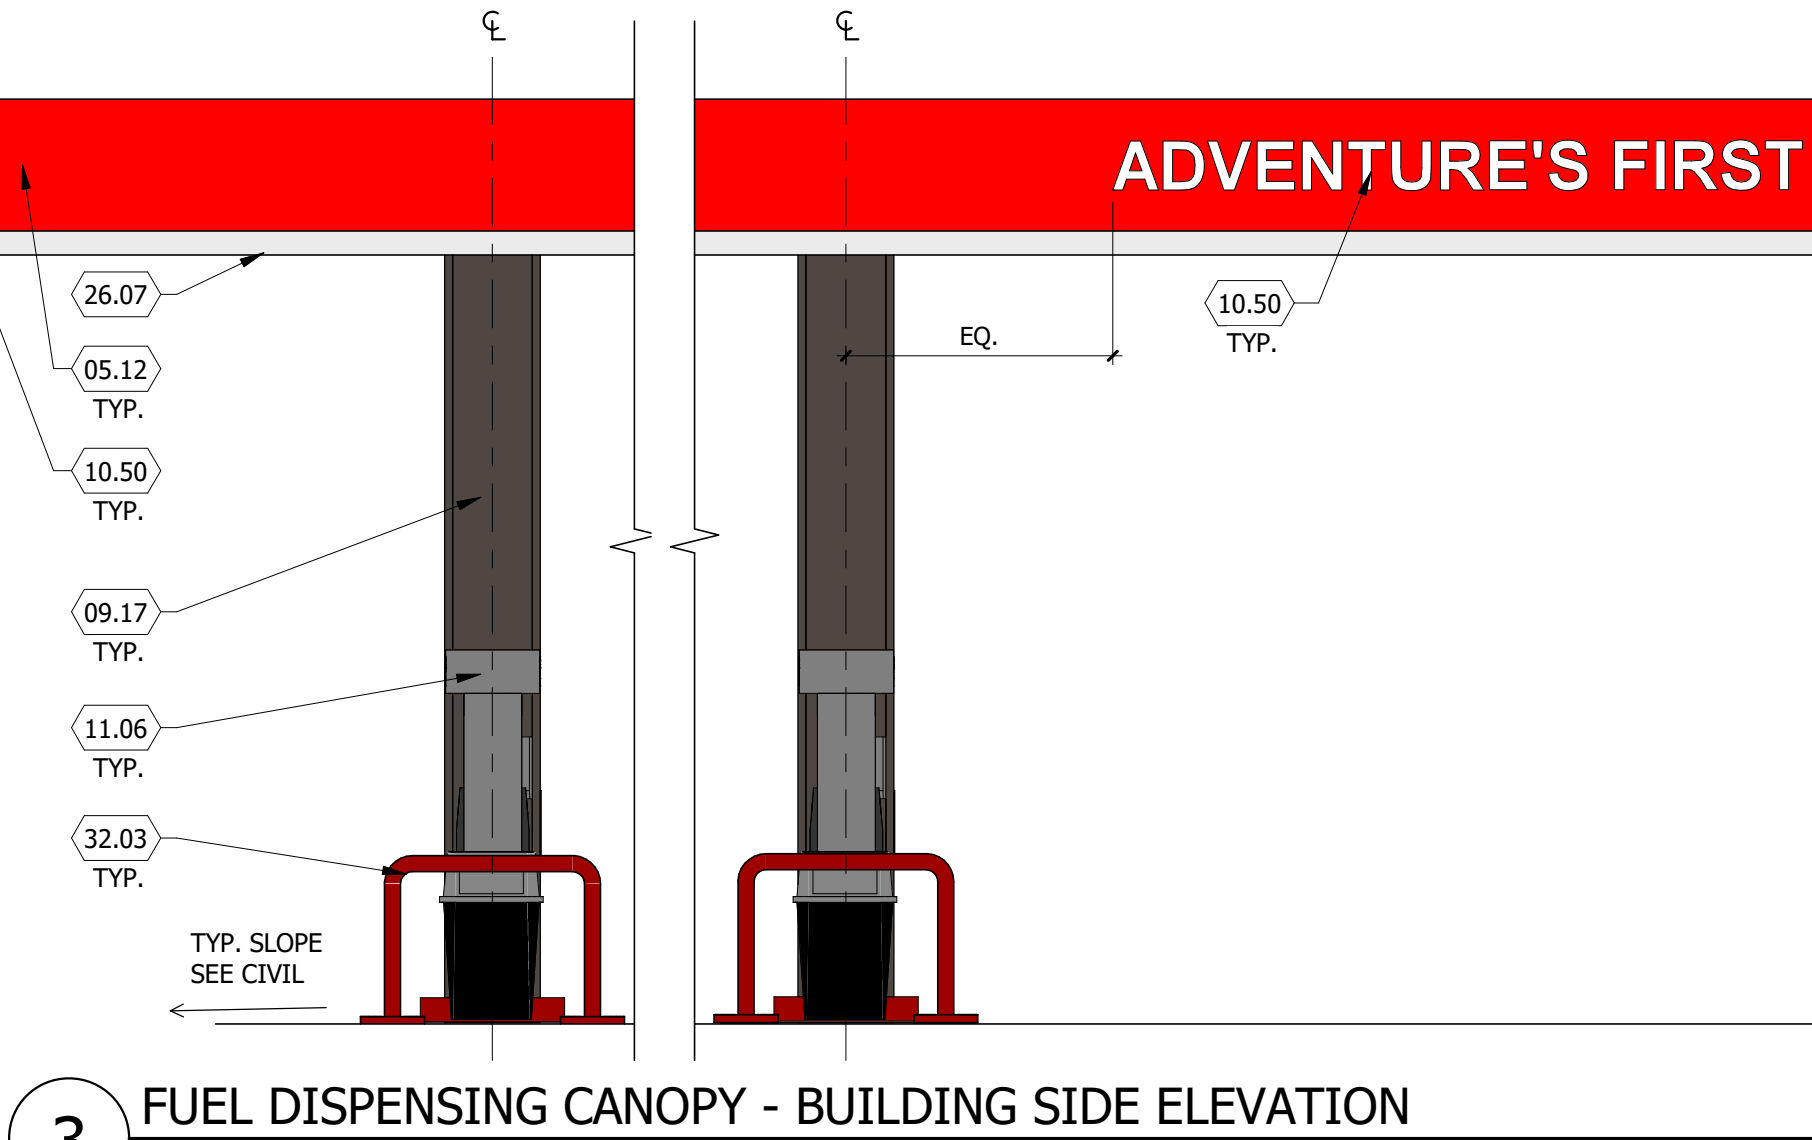 ℄ ℄
ADVENTURE'S FIRST
26.07
05.12
TYP.
10.50
TYP.
09.17
TYP.
11.06
TYP.
32.03
TYP.
EQ.
10.50
TYP.
TYP. SLOPE
SEE CIVIL
3
FUEL DISPENSING CANOPY - BUILDING SIDE ELEVATION